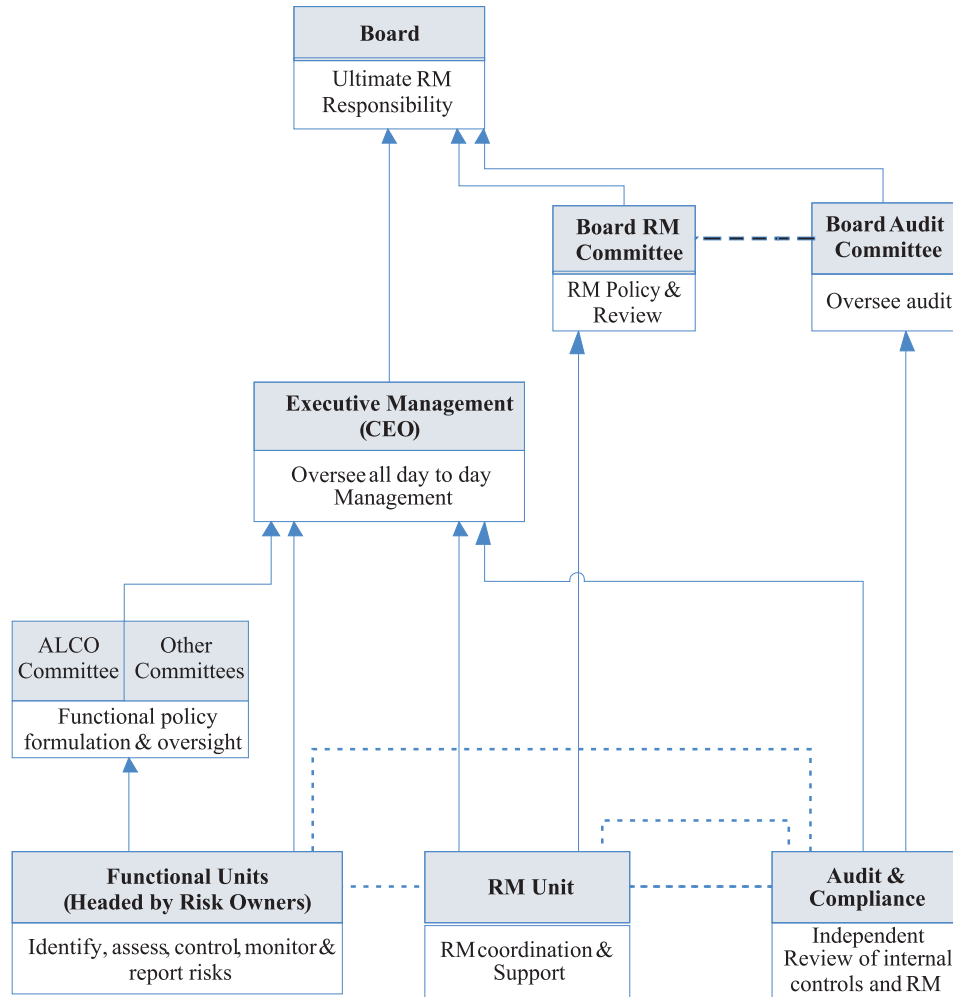 Board
Ultimate RM
Responsibility
Board RM
Committee
RM Policy &
Review
Board Audit
Committee
Oversee audit
Executive Management
(CEO)
Oversee all day to day
Management
ALCO
Committee
Other
Committees
Functional policy
formulation & oversight
Functional Units
(Headed by Risk Owners)
Identify, assess, control, monitor &
report risks
RM Unit
RM coordination &
Support
Audit &
Compliance
Independent
Review of internal
controls and RM